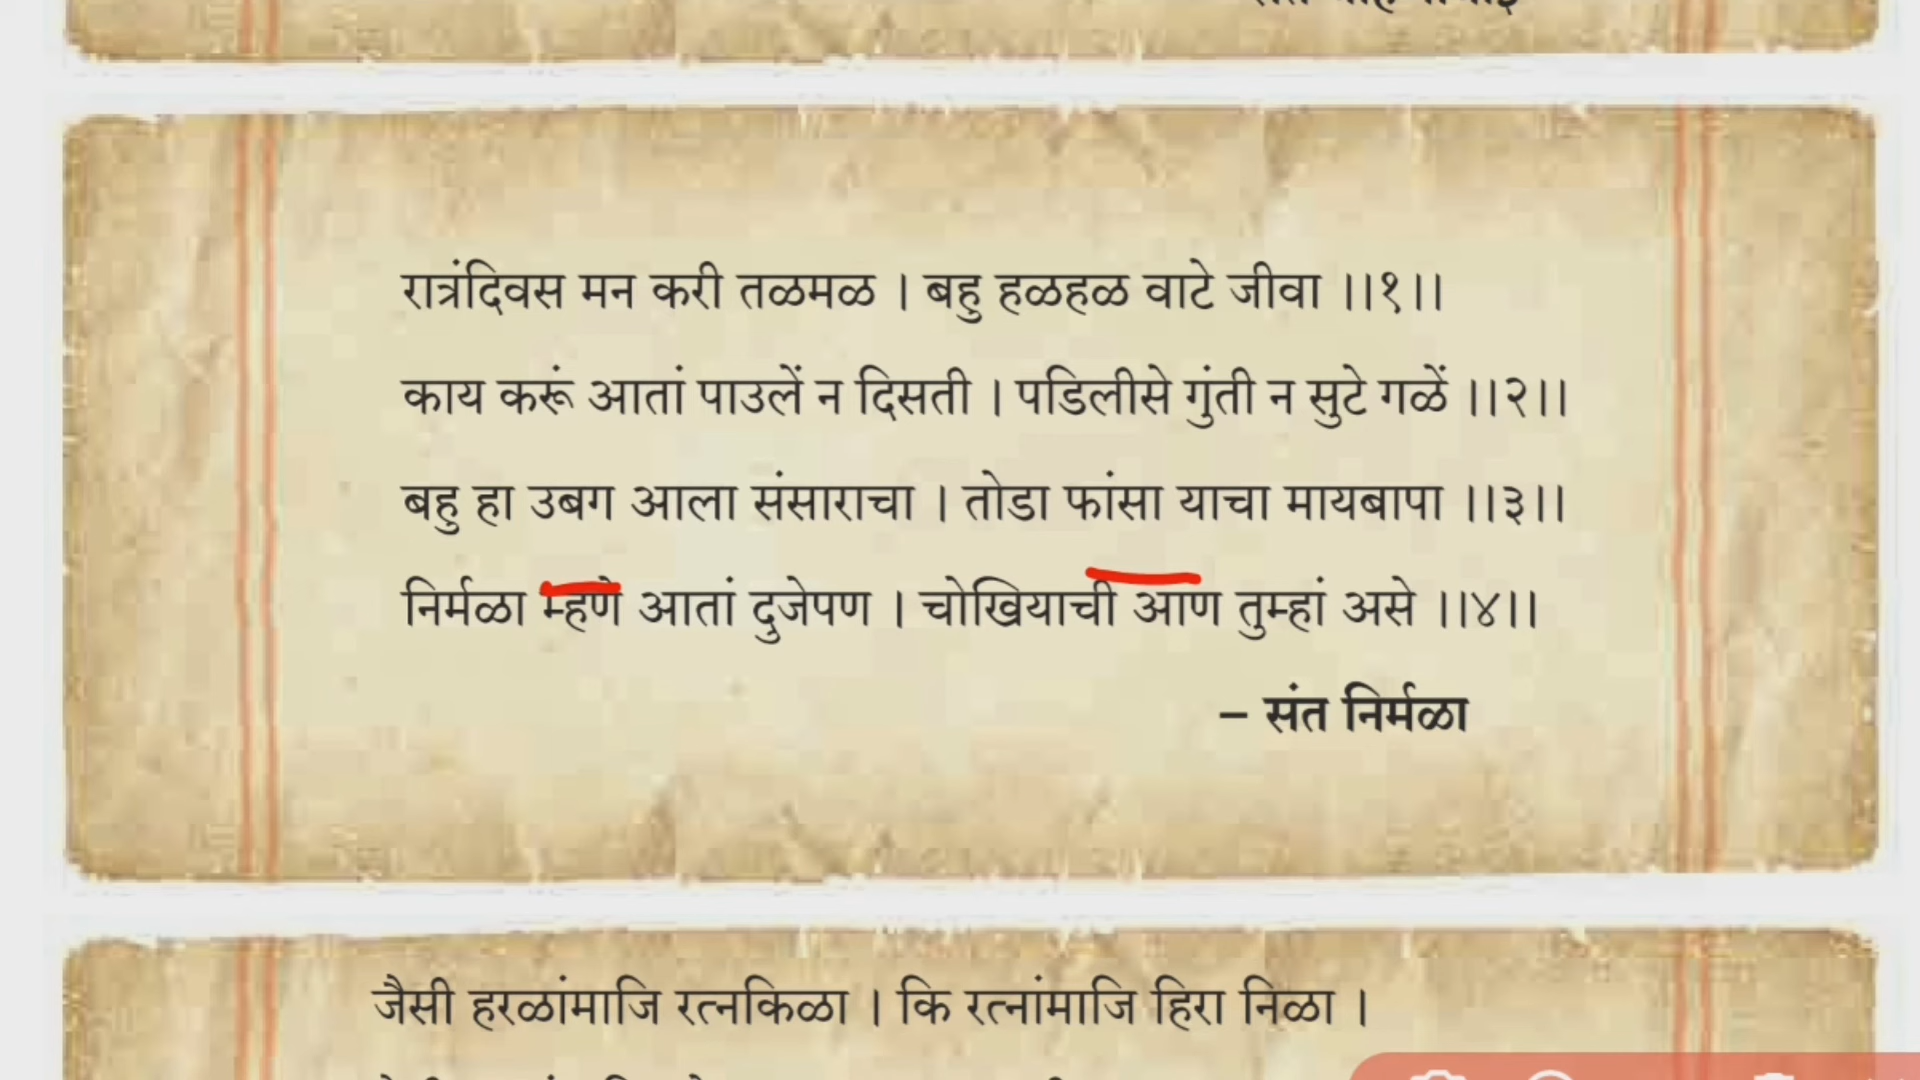 रात्रंदिवस मन करी तळमळ । बहु हळहळ वाटे जीवा ।।१।।
काय करूं आतां पाउलें न दिसती । पडिलीसे गुंती न सुटे गळें ।।२।।
बहु हा उबग आला संसाराचा । तोडा फांसा याचा मायबापा ।।३।।
निर्मळा म्हणे आतां दुजेपण । चोखियाची आण तुम्हां असे ।।४।।
– संत निर्मळा
जैसी हरळांमाजि रत्नकिळा । कि रत्नांमाजि हिरा निळा ।